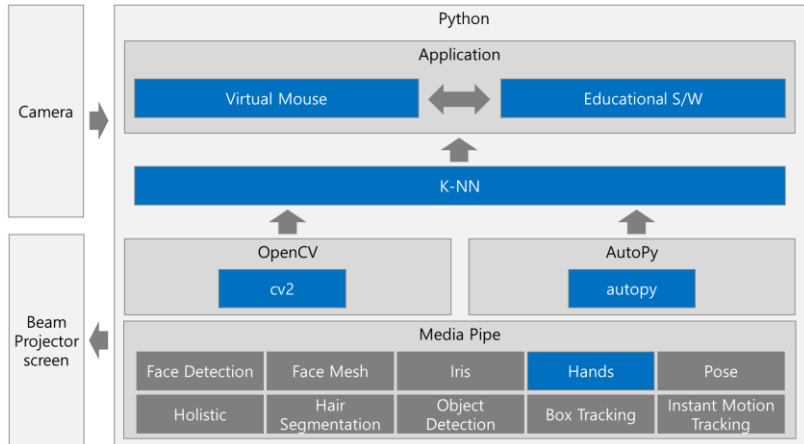 Python
Application
Virtual Mouse
Educational S/W
Camera
K-NN
OpenCV
cv2
AutoPy
autopy
Beam
Projector
screen
Media Pipe
Face Detection
Face Mesh
Iris
Hands
Pose
Holistic
Hair
Segmentation
Object
Detection
Box Tracking
Instant Motion
Tracking